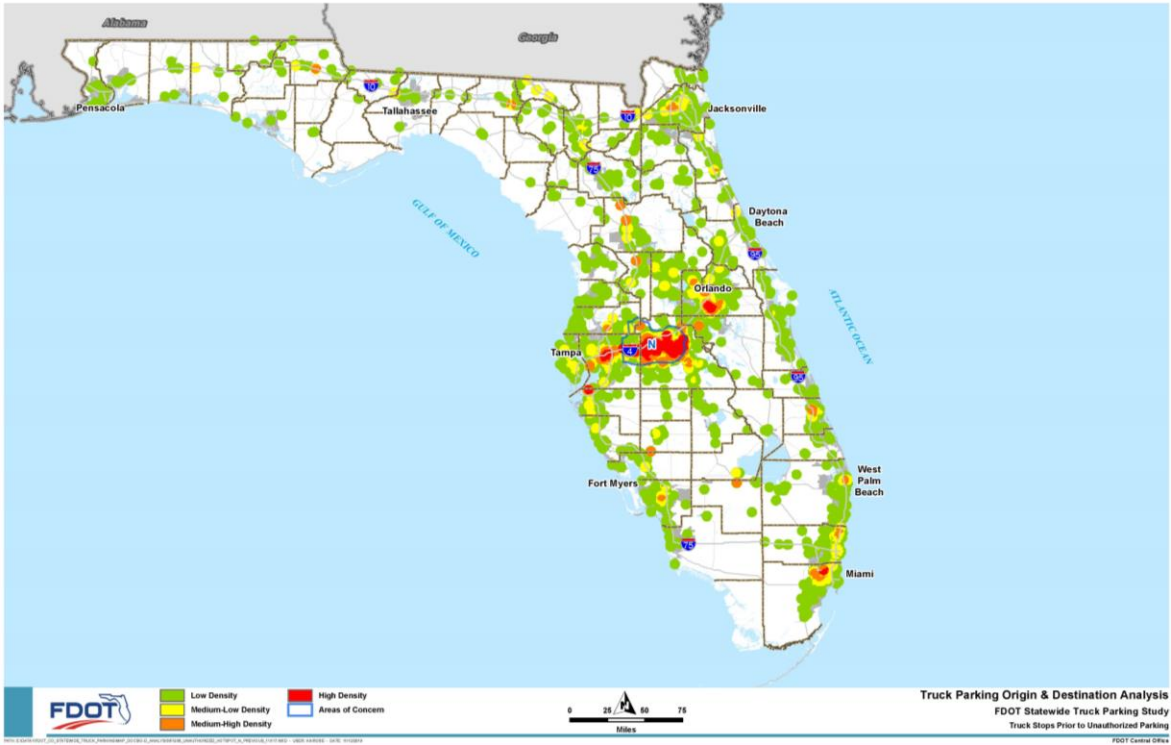 Alabama
Georgia
10
Pensacola
Tallahassee
10
Jacksonville
75
GULF OF MEXICO
Daytona
Beach
95
Orlando
ATLANTIC OCEAN
N
Tampa
4
95
West
Palm
Beach
Fort Myers
75
Miami
FDOT
Low Density
Medium-Low Density
Medium-High Density
High Density
Areas of Concern
N
0 25 50 75
Miles
Truck Parking Origin & Destination Analysis
FDOT Statewide Truck Parking Study
Truck Stops Prior to Unauthorized Parking
FDOT Central Office